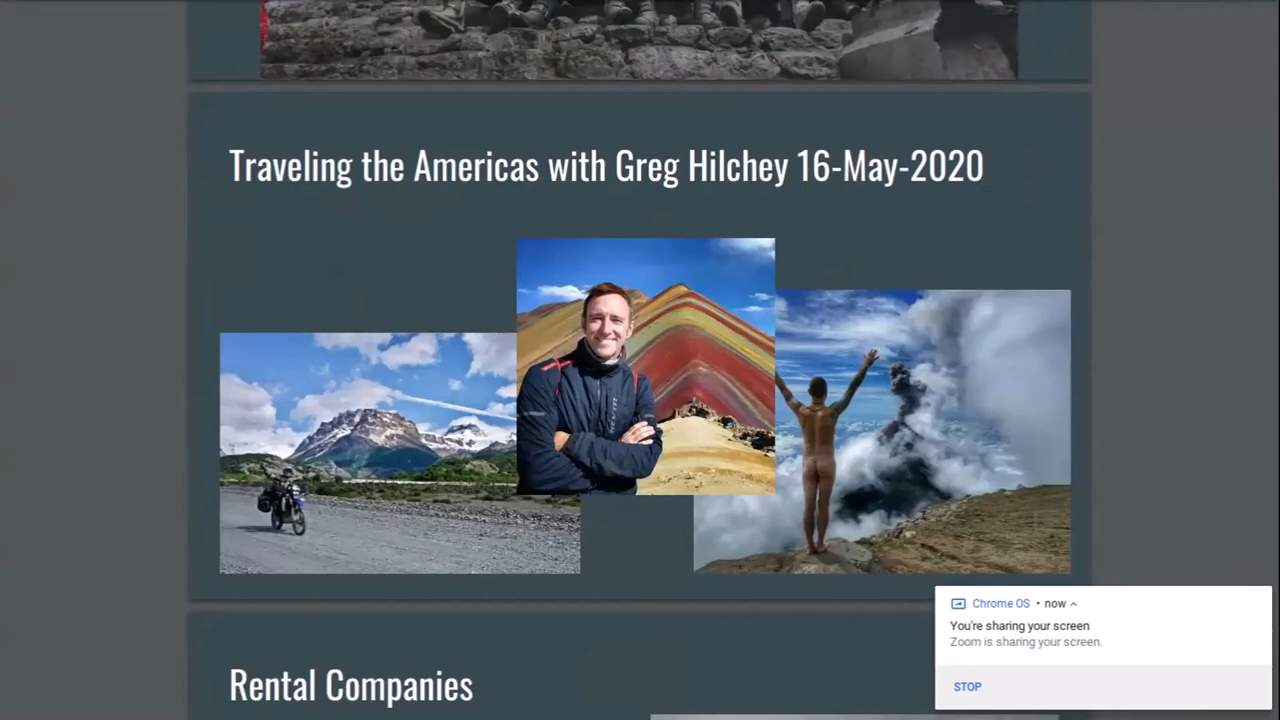 Traveling the Americas with Greg Hilchey 16-May-2020
Chrome OS • now
You're sharing your screen
Zoom is sharing your screen.
STOP
Rental Companies